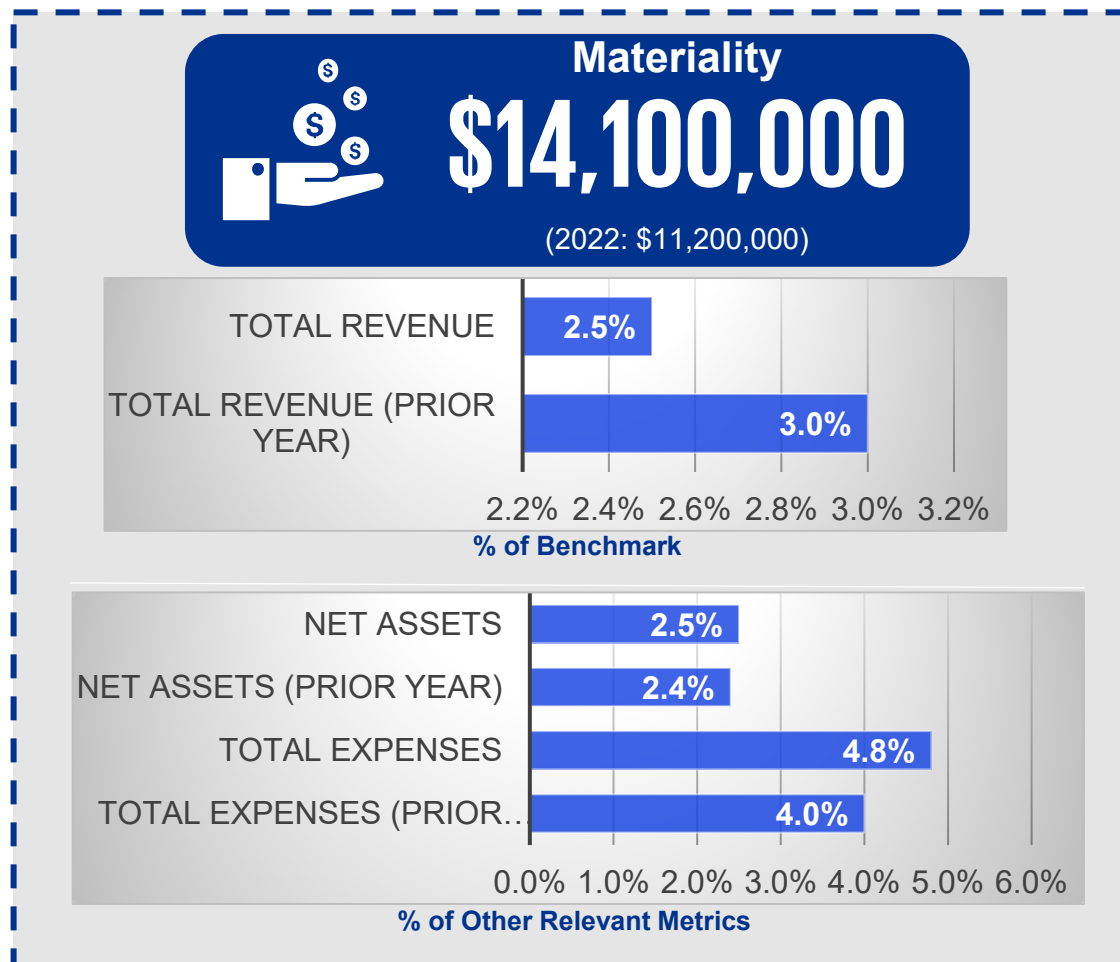 Materiality
$ $ $ $
$14,100,000
(2022: $11,200,000)
TOTAL REVENUE
2.5%
TOTAL REVENUE (PRIOR
YEAR)
3.0%
2.2% 2.4% 2.6% 2.8% 3.0% 3.2%
% of Benchmark
NET ASSETS
2.5%
NET ASSETS (PRIOR YEAR)
2.4%
TOTAL EXPENSES
4.8%
TOTAL EXPENSES (PRIOR…
4.0%
0.0% 1.0% 2.0% 3.0% 4.0% 5.0% 6.0%
% of Other Relevant Metrics